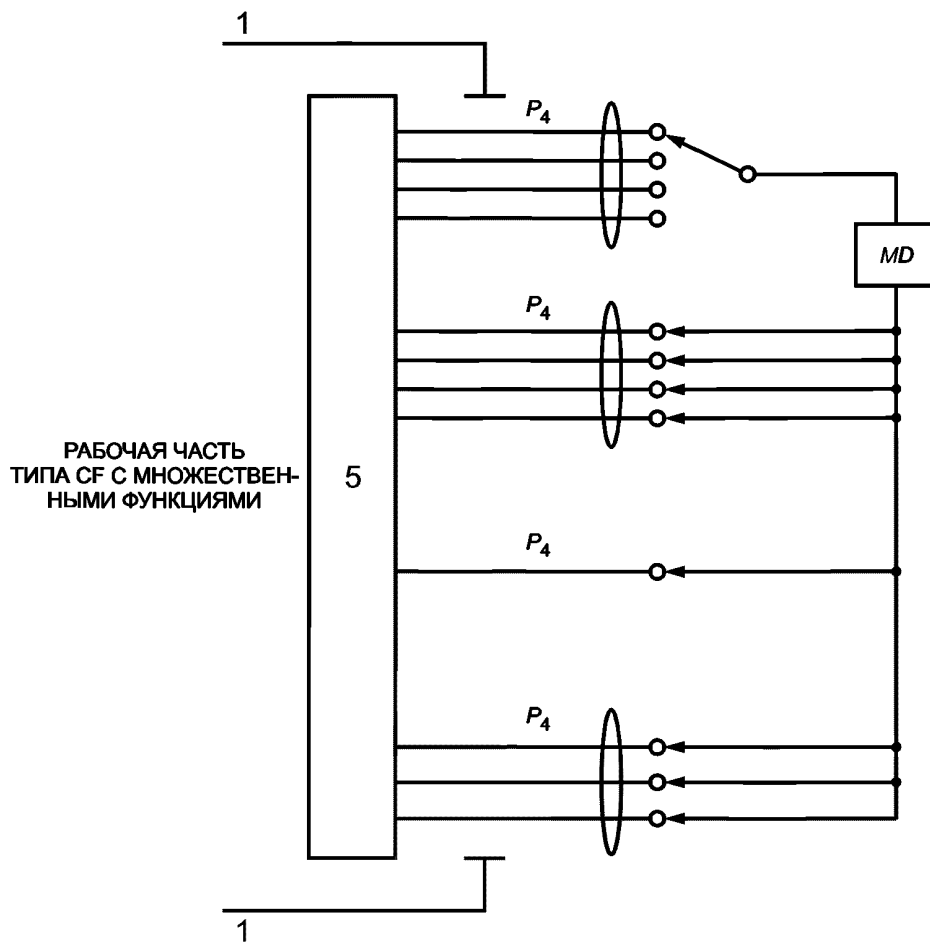 1
P4
MD
P4
РАБОЧАЯ ЧАСТЬ
ТИПА CF С МНОЖЕСТВЕН-
НЫМИ ФУНКЦИЯМИ
5
P4
P4
1